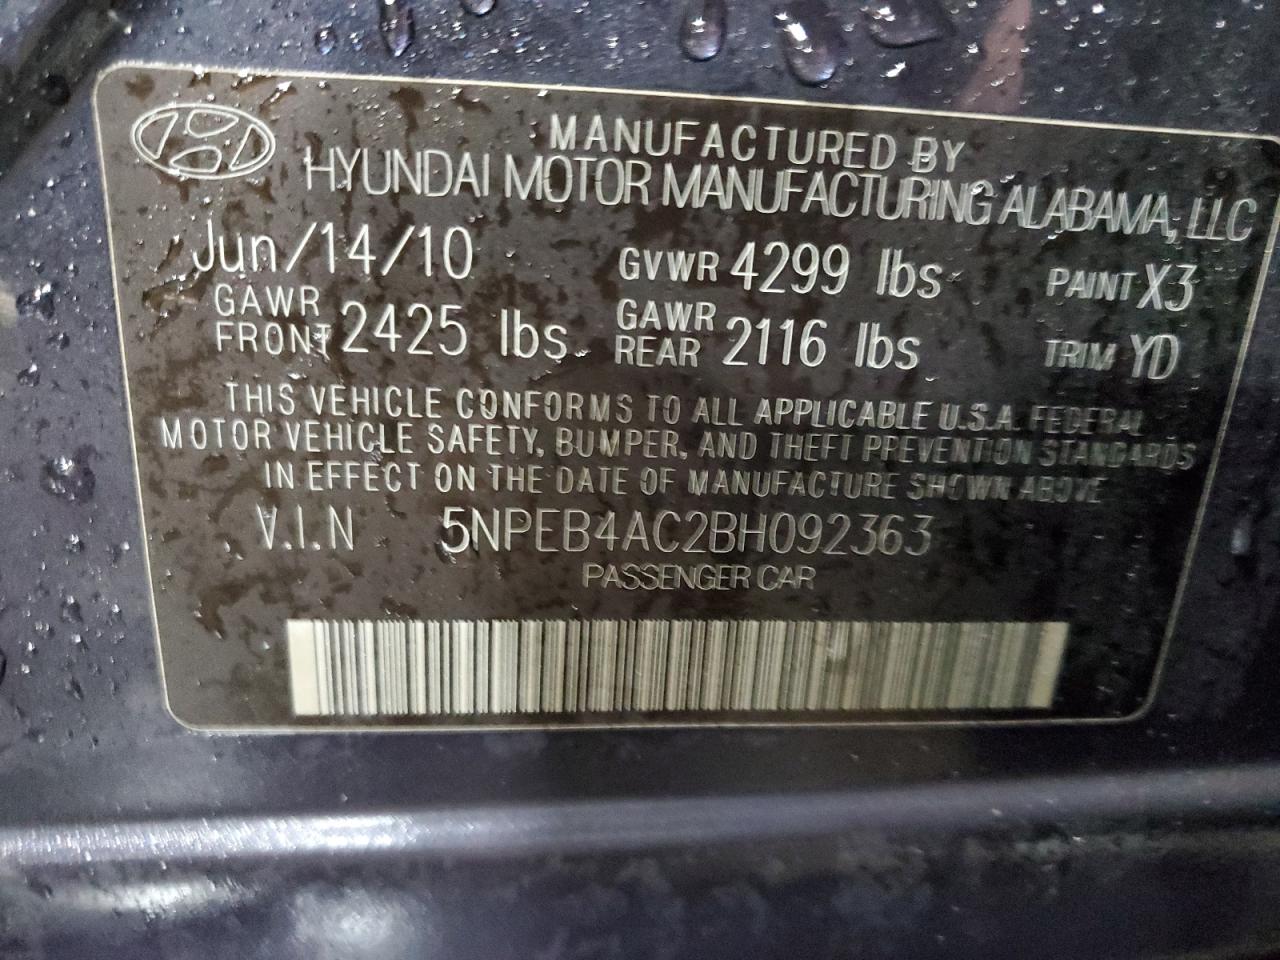 MANUFACTURED BY
HYUNDAI MOTOR MANUFACTURING ALABAMA, LLC
Jun/14/10 GVWR 4299 lbs PAINT X3
GAWR FRONT 2425 lbs GAWR REAR 2116 lbs TRIM YD
THIS VEHICLE CONFORMS TO ALL APPLICABLE U.S.A. FEDERAL
MOTOR VEHICLE SAFETY, BUMPER, AND THEFT PREVENTION STANDARDS
IN EFFECT ON THE DATE OF MANUFACTURE SHOWN ABOVE
V.I.N 5NPEB4AC2BH092363
PASSENGER CAR